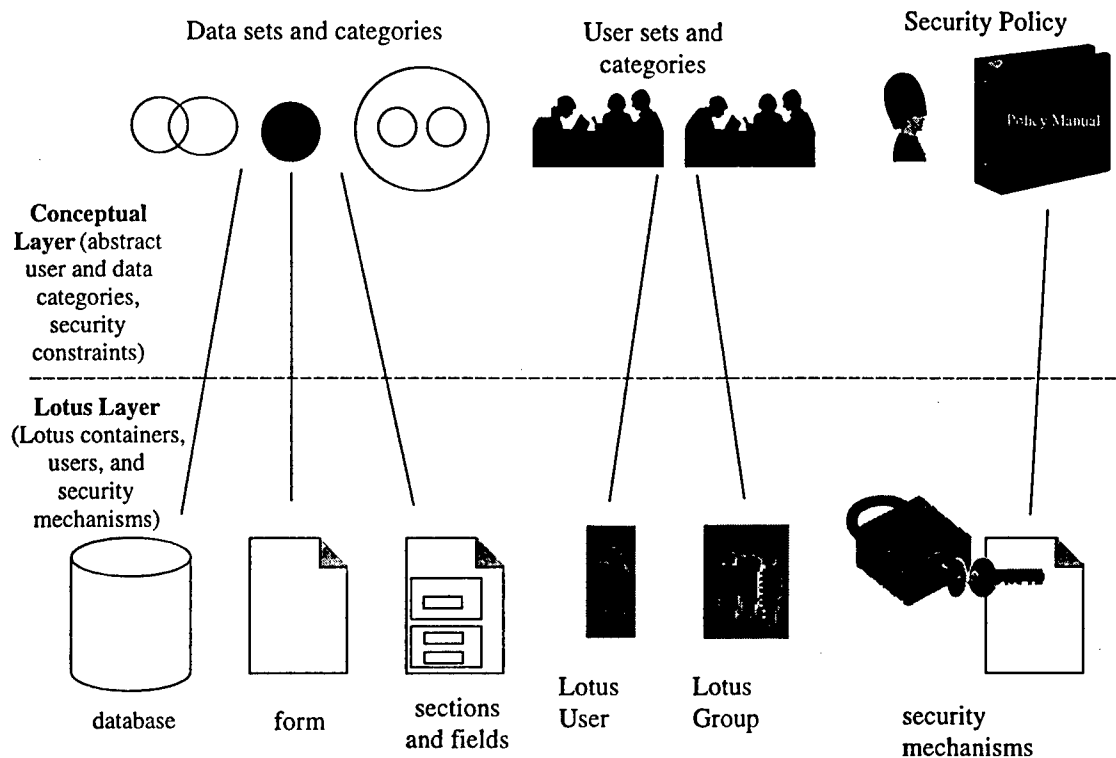 Data sets and categories
User sets and
categories
Security Policy
Policy Manual
Conceptual
Layer (abstract
user and data
categories,
security
constraints)
Lotus Layer
(Lotus containers,
users, and
security
mechanisms)
database
form
sections
and fields
Lotus
User
Lotus
Group
security
mechanisms